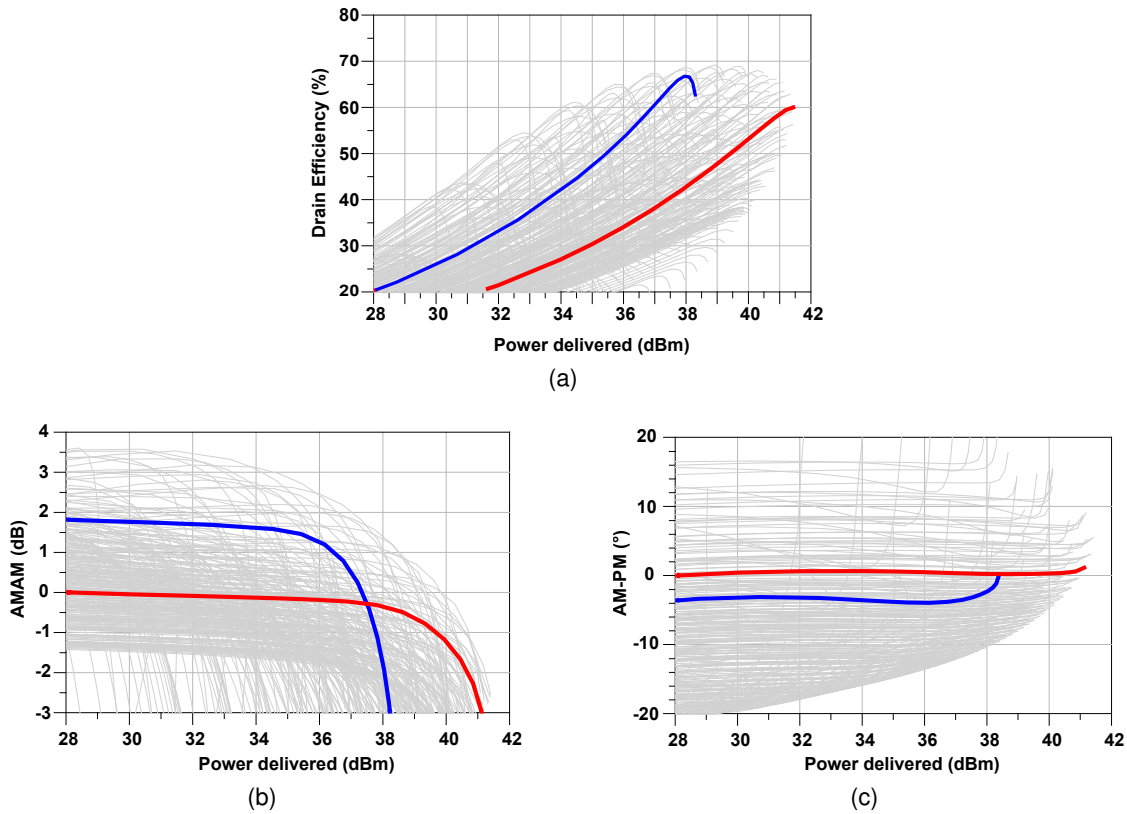 80
70
60
50
40
30
20
Drain Efficiency (%)
28 30 32 34 36 38 40 42
Power delivered (dBm)
(a)
4
3
2
1
0
-1
-2
-3
AMAM (dB)
28 30 32 34 36 38 40 42
Power delivered (dBm)
(b)
20
10
0
-10
-20
AM-PM (°)
28 30 32 34 36 38 40 42
Power delivered (dBm)
(c)